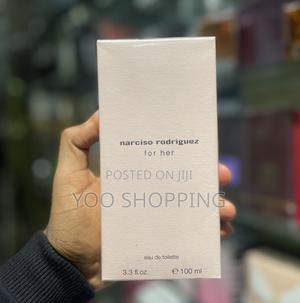 narciso rodriguez
for her
POSTED ON JIJI
YOO SHOPPING
eau de toilette
3.3 fl.oz. e 100 ml